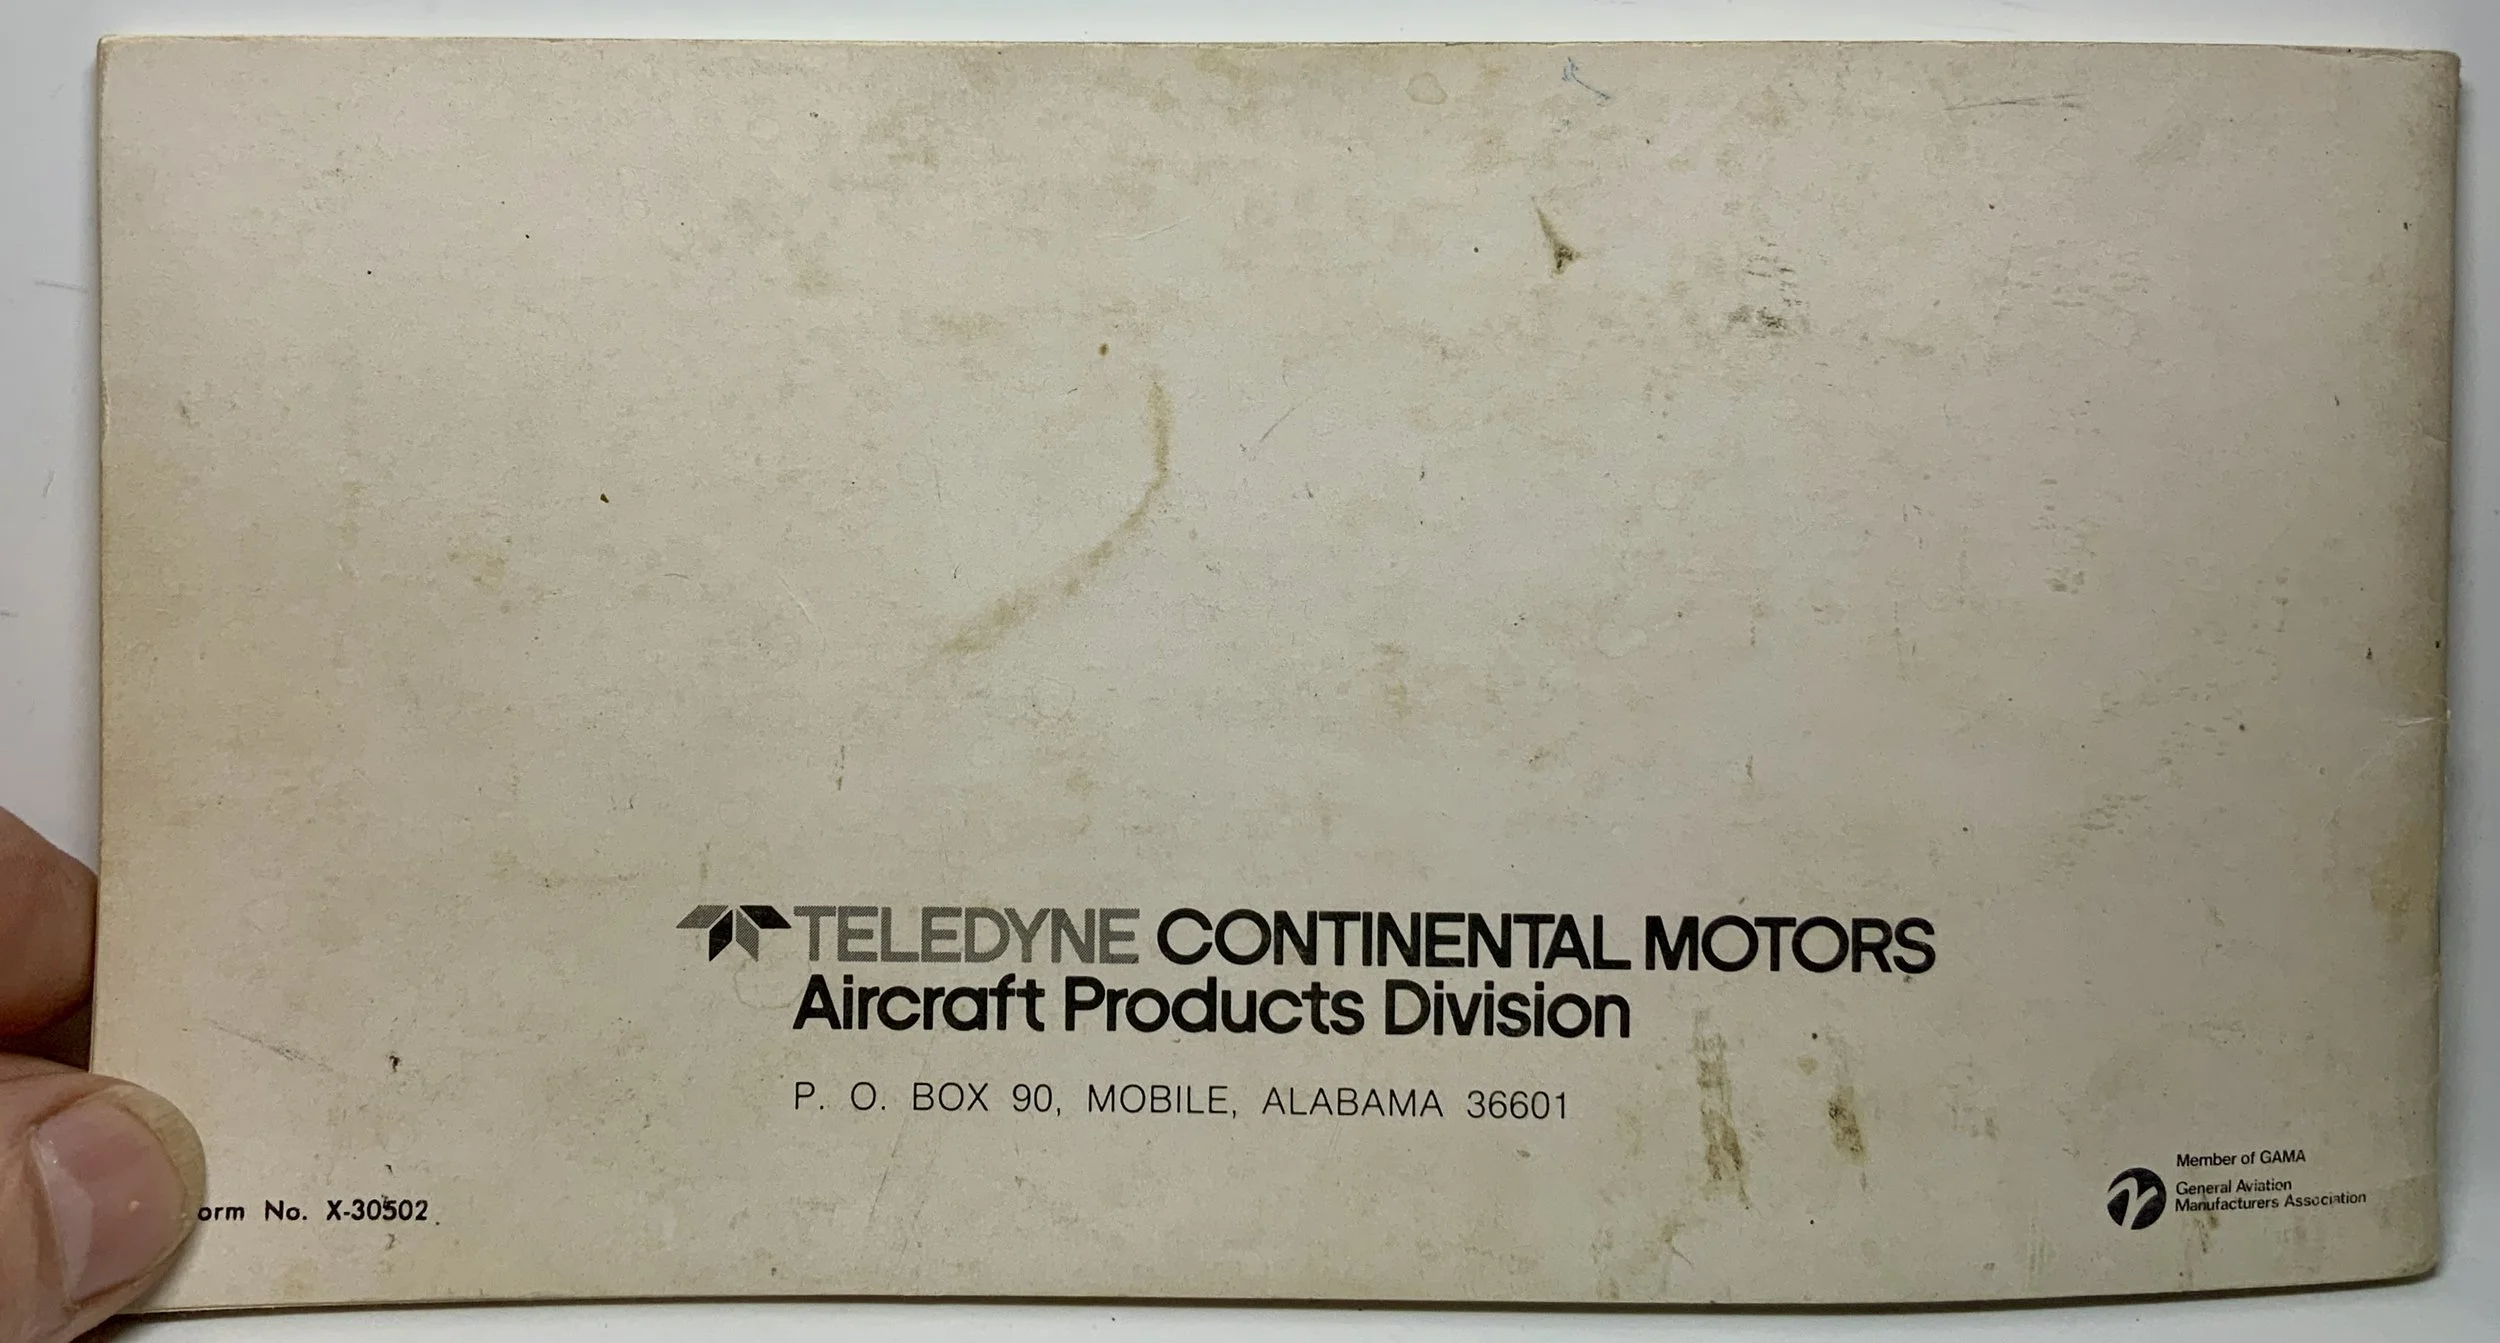 TELEDYNE CONTINENTAL MOTORS
Aircraft Products Division
P. O. BOX 90, MOBILE, ALABAMA 36601
orm No. X-30502
Member of GAMA
General Aviation
Manufacturers Association